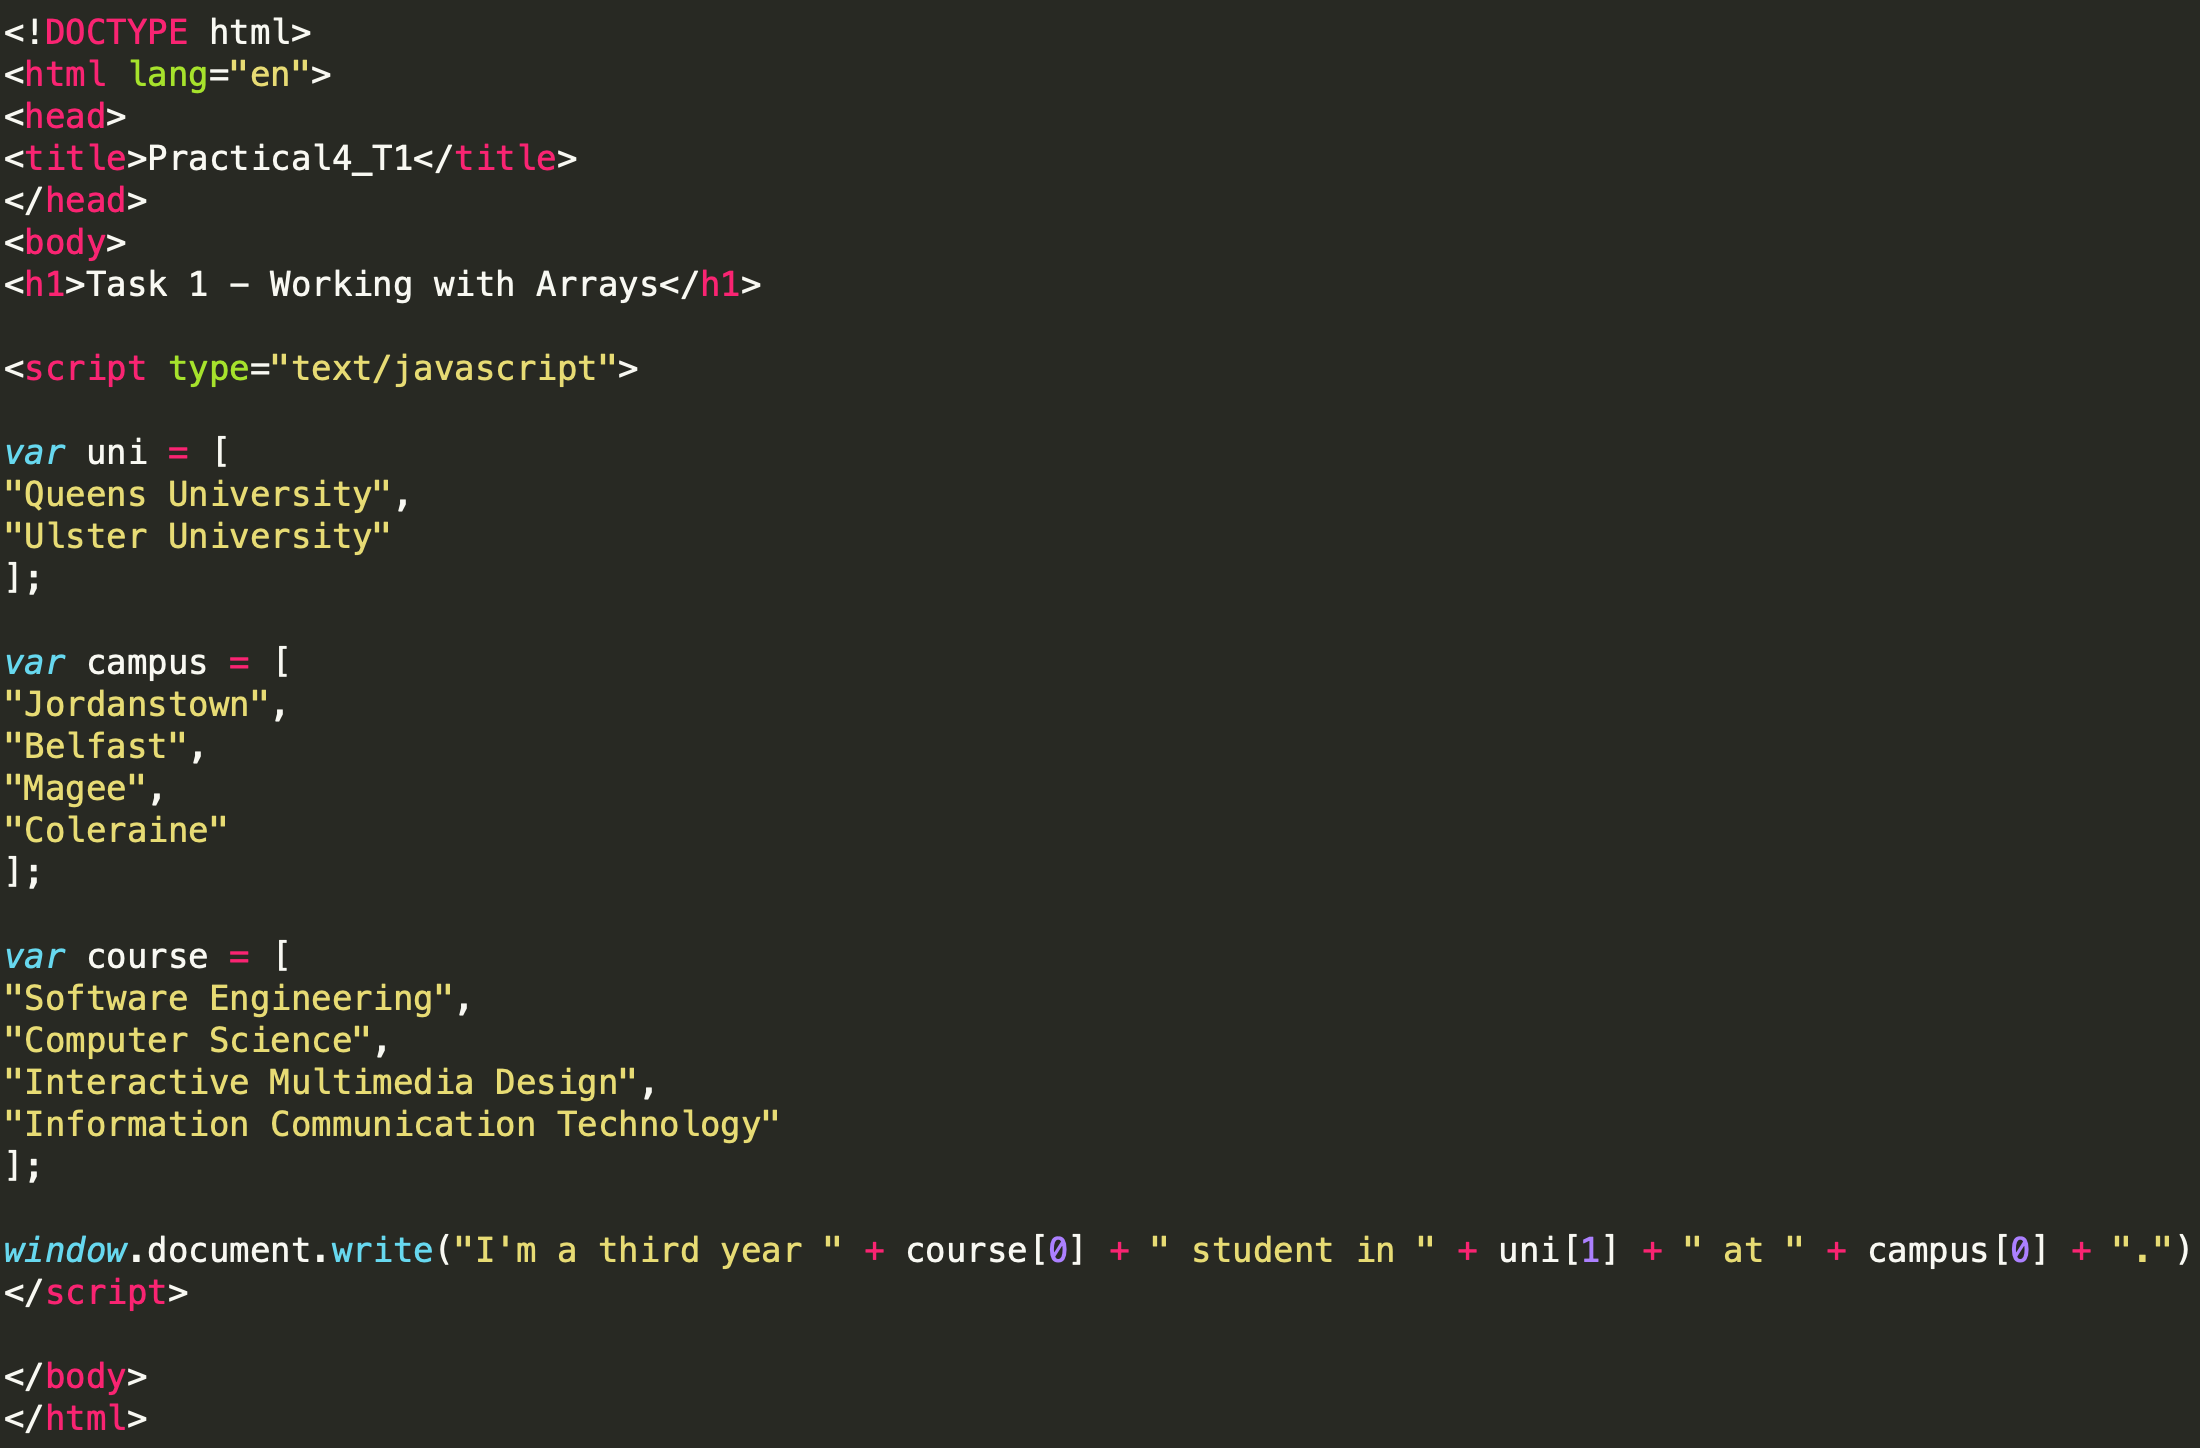 <!DOCTYPE html>
<html lang="en">
<head>
<title>Practical4_T1</title>
</head>
<body>
<h1>Task 1 - Working with Arrays</h1>
<script type="text/javascript">
var uni = [
"Queens University",
"Ulster University"
];
var campus = [
"Jordanstown",
"Belfast",
"Magee",
"Coleraine"
];
var course = [
"Software Engineering",
"Computer Science",
"Interactive Multimedia Design",
"Information Communication Technology"
];
window.document.write("I'm a third year " + course[0] + " student in " + uni[1] + " at " + campus[0] + ".")
</script>
</body>
</html>